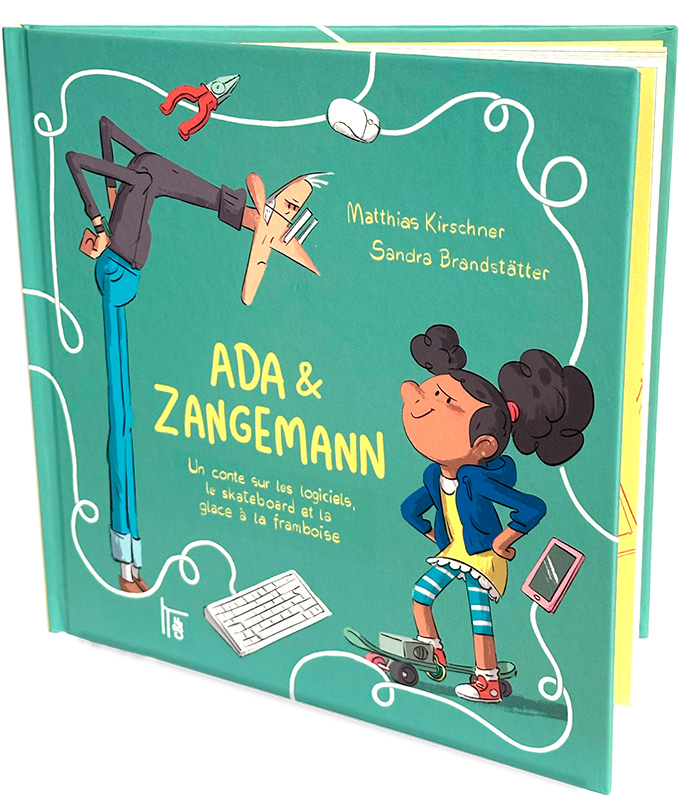 Matthias Kirschner
Sandra Brandstätter
ADA &
ZANGEMANN
Un conte sur les logiciels,
le skateboard et la
glace à la framboise